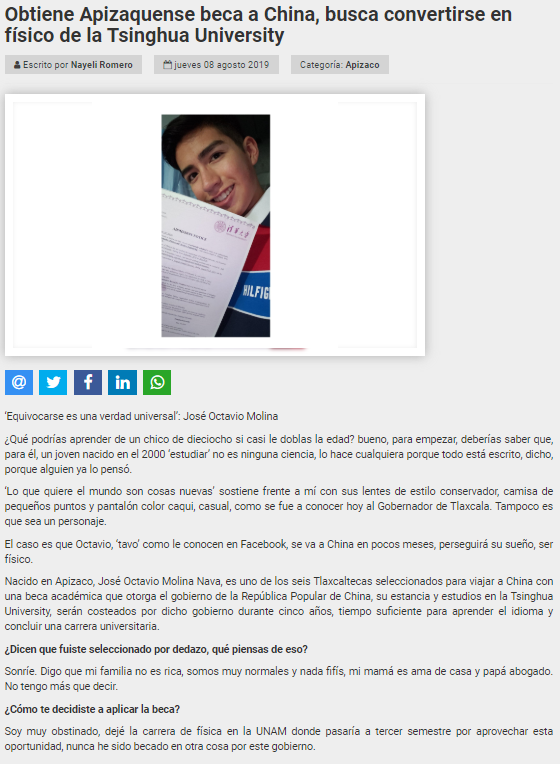 Obtiene Apizaquense beca a China, busca convertirse en
físico de la Tsinghua University
Escrito por Nayeli Romero
jueves 08 agosto 2019
Categoría: Apizaco
ADMISSION NOTICE
HILFIG
‘Equivocarse es una verdad universal’: José Octavio Molina
¿Qué podrías aprender de un chico de dieciocho si casi le doblas la edad? bueno, para empezar, deberías saber que,
para él, un joven nacido en el 2000 ‘estudiar’ no es ninguna ciencia, lo hace cualquiera porque todo está escrito, dicho,
porque alguien ya lo pensó.
‘Lo que quiere el mundo son cosas nuevas’ sostiene frente a mí con sus lentes de estilo conservador, camisa de
pequeños puntos y pantalón color caqui, casual, como se fue a conocer hoy al Gobernador de Tlaxcala. Tampoco es
que sea un personaje.
El caso es que Octavio, ‘tavo’ como le conocen en Facebook, se va a China en pocos meses, perseguirá su sueño, ser
físico.
Nacido en Apizaco, José Octavio Molina Nava, es uno de los seis Tlaxcaltecas seleccionados para viajar a China con
una beca académica que otorga el gobierno de la República Popular de China, su estancia y estudios en la Tsinghua
University, serán costeados por dicho gobierno durante cinco años, tiempo suficiente para aprender el idioma y
concluir una carrera universitaria.
¿Dicen que fuiste seleccionado por dedazo, qué piensas de eso?
Sonríe. Digo que mi familia no es rica, somos muy normales y nada fifís, mi mamá es ama de casa y papá abogado.
No tengo más que decir.
¿Cómo te decidiste a aplicar la beca?
Soy muy obstinado, dejé la carrera de física en la UNAM donde pasaría a tercer semestre por aprovechar esta
oportunidad, nunca he sido becado en otra cosa por este gobierno.